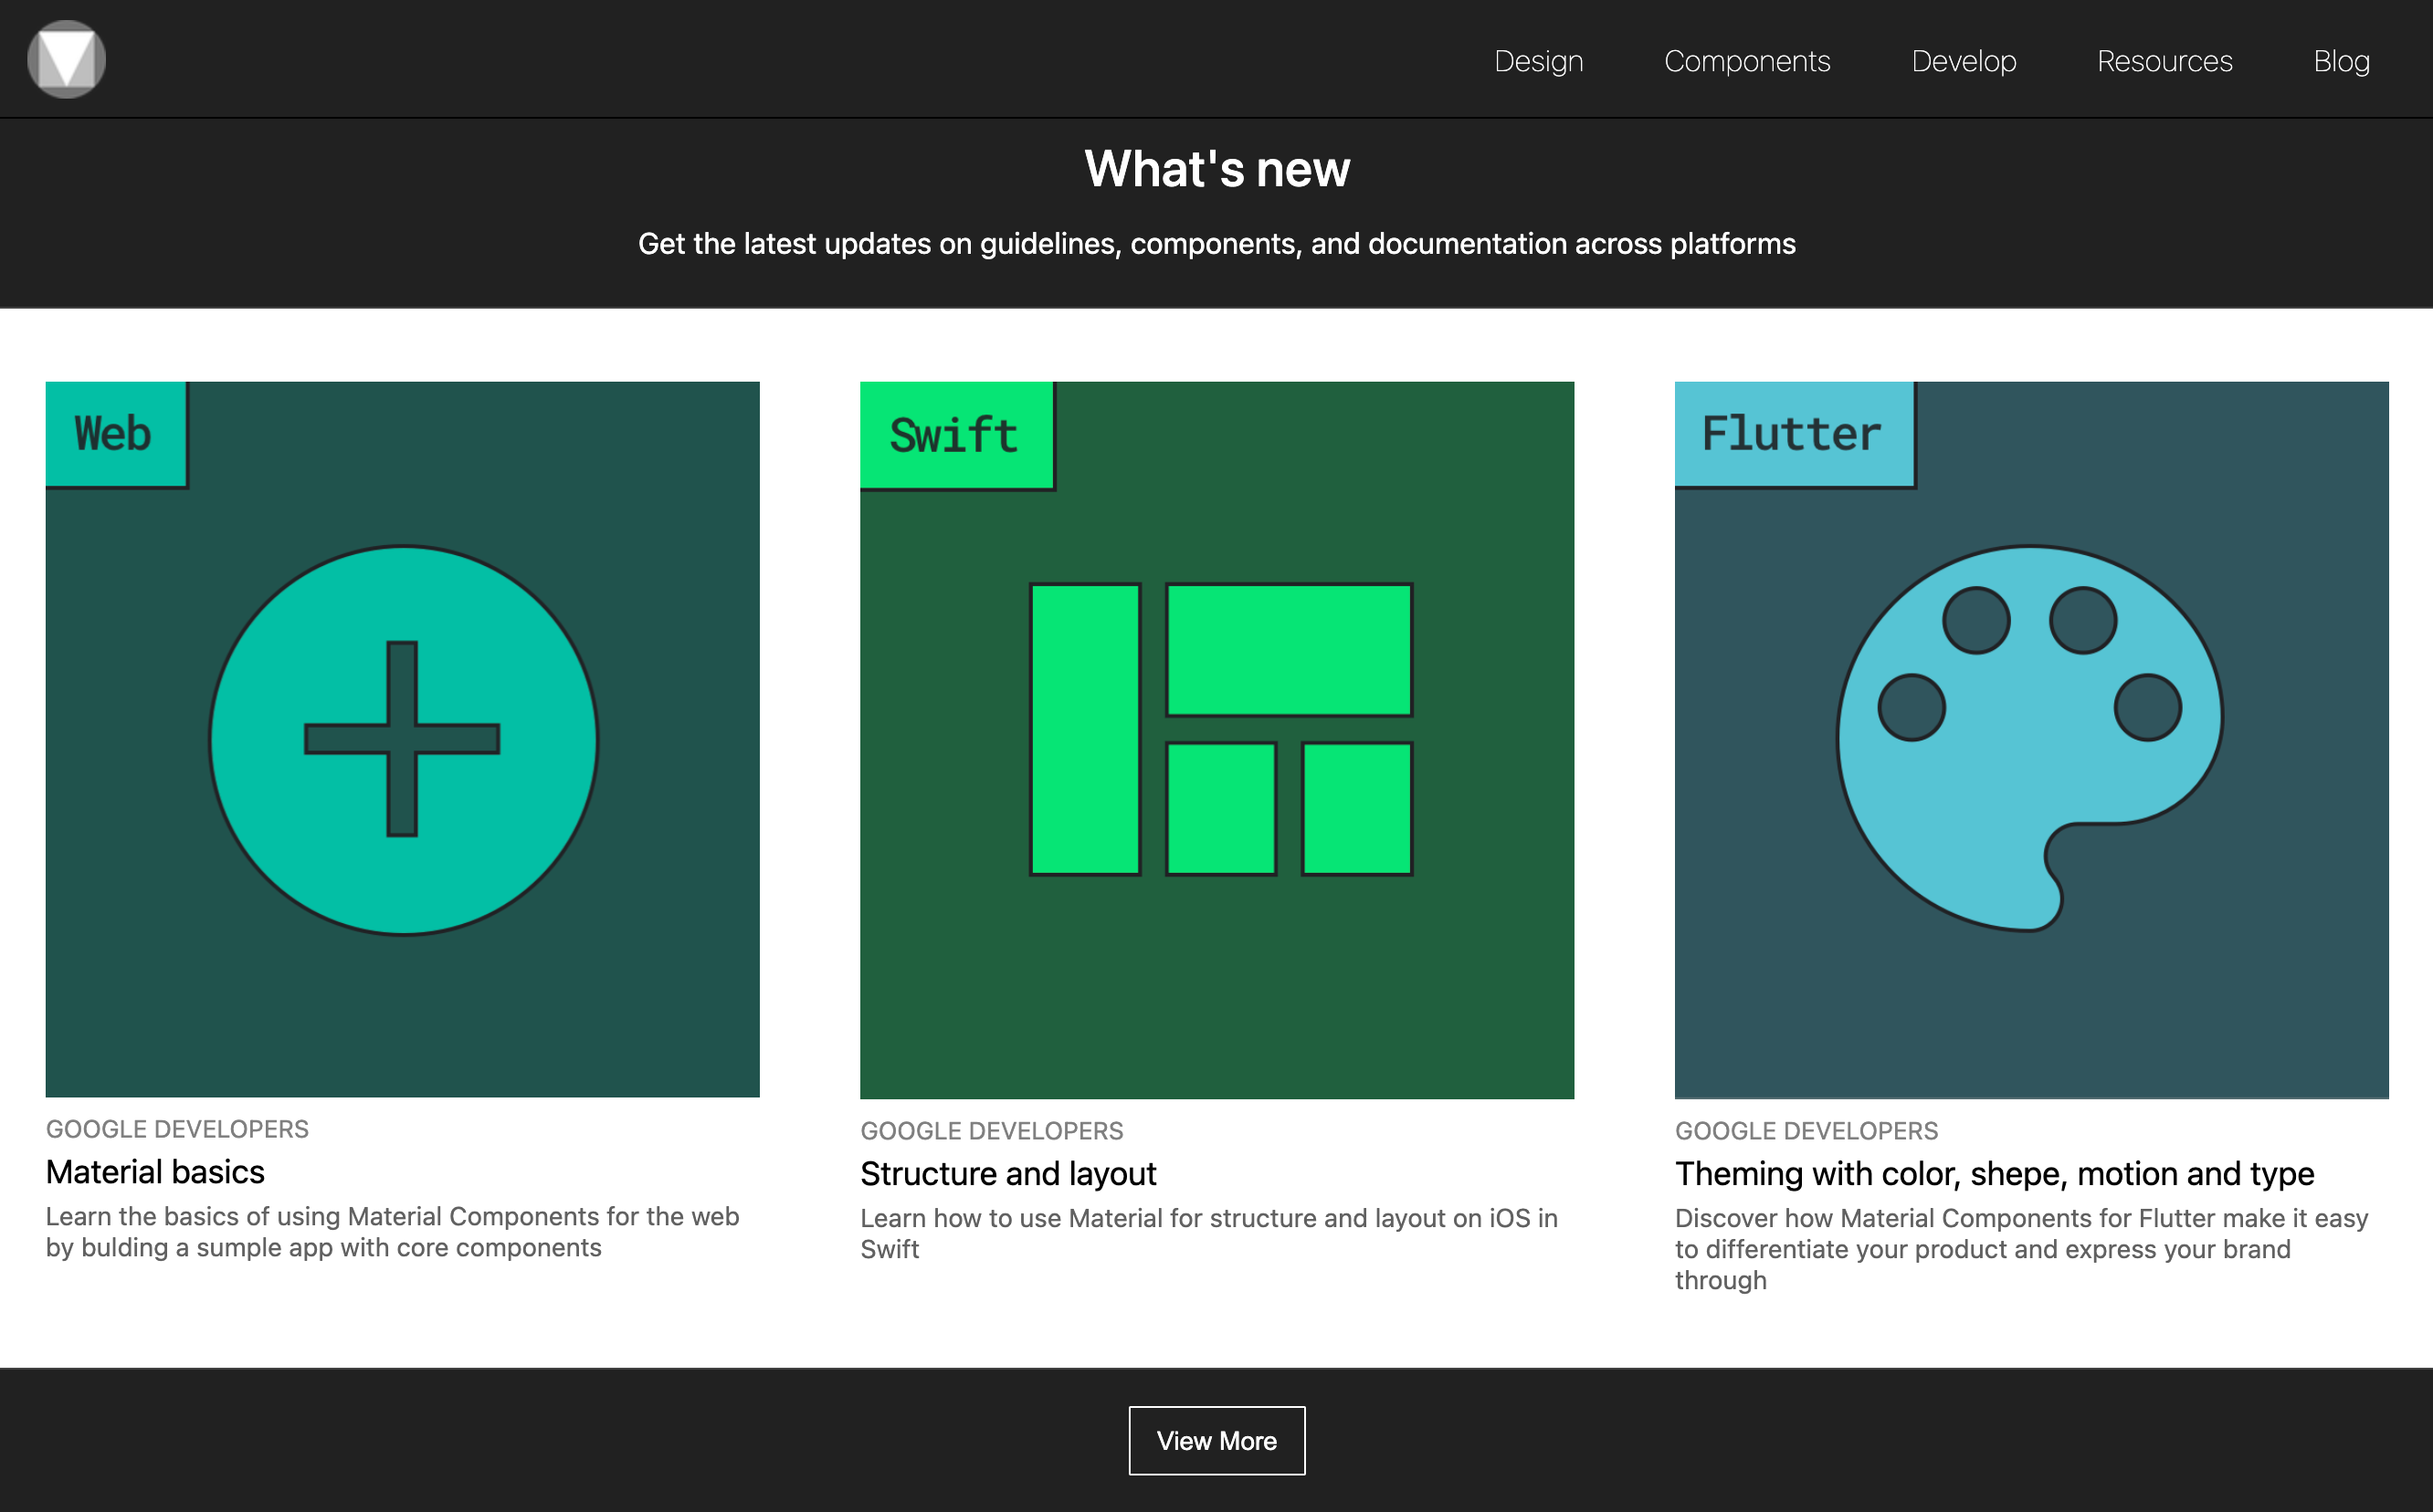 Design Components Develop Resources Blog
What's new
Get the latest updates on guidelines, components, and documentation across platforms
Web
GOOGLE DEVELOPERS
Material basics
Learn the basics of using Material Components for the web
by bulding a sumple app with core components
Swift
GOOGLE DEVELOPERS
Structure and layout
Learn how to use Material for structure and layout on iOS in
Swift
Flutter
GOOGLE DEVELOPERS
Theming with color, shepe, motion and type
Discover how Material Components for Flutter make it easy
to differentiate your product and express your brand
through
View More